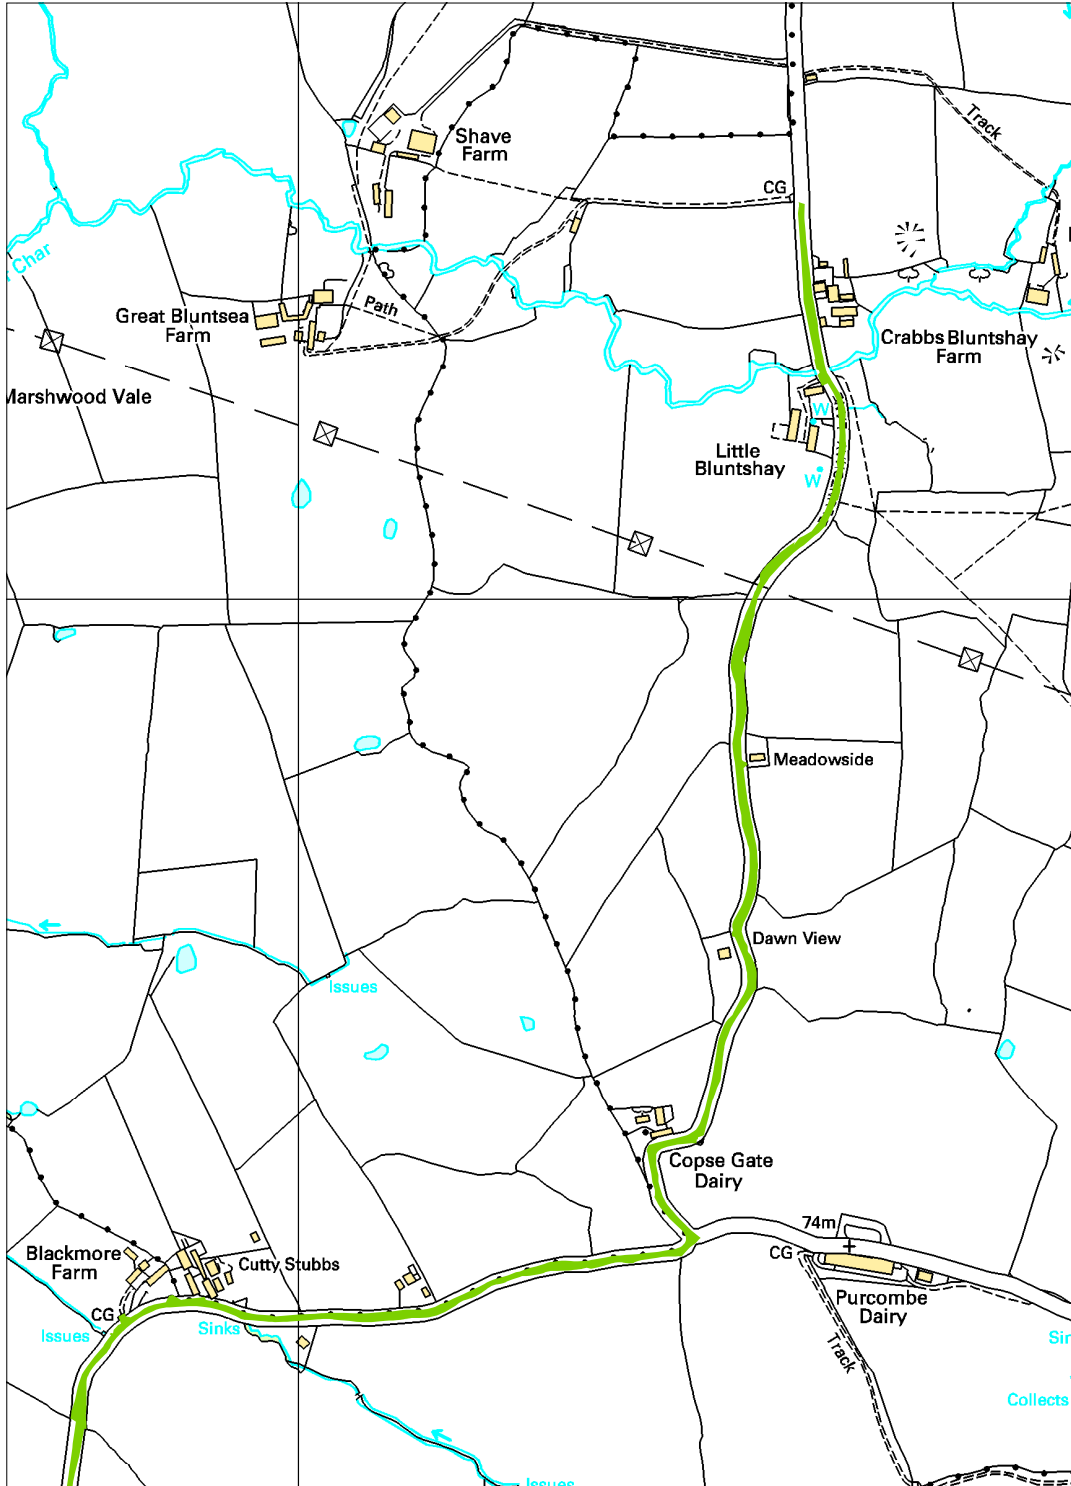 Shave
Farm
Track
CG
Char
Path
Great Bluntsea
Farm
Crabbs Bluntshay
Farm
Marshwood Vale
W
Little
Bluntshay
W
Meadowside
Dawn View
Issues
Copse Gate
Dairy
74m
CG
Blackmore
Farm
Cutty Stubbs
Purcombe
Dairy
CG
Issues
Sinks
Track
Sin
Collects
Issues